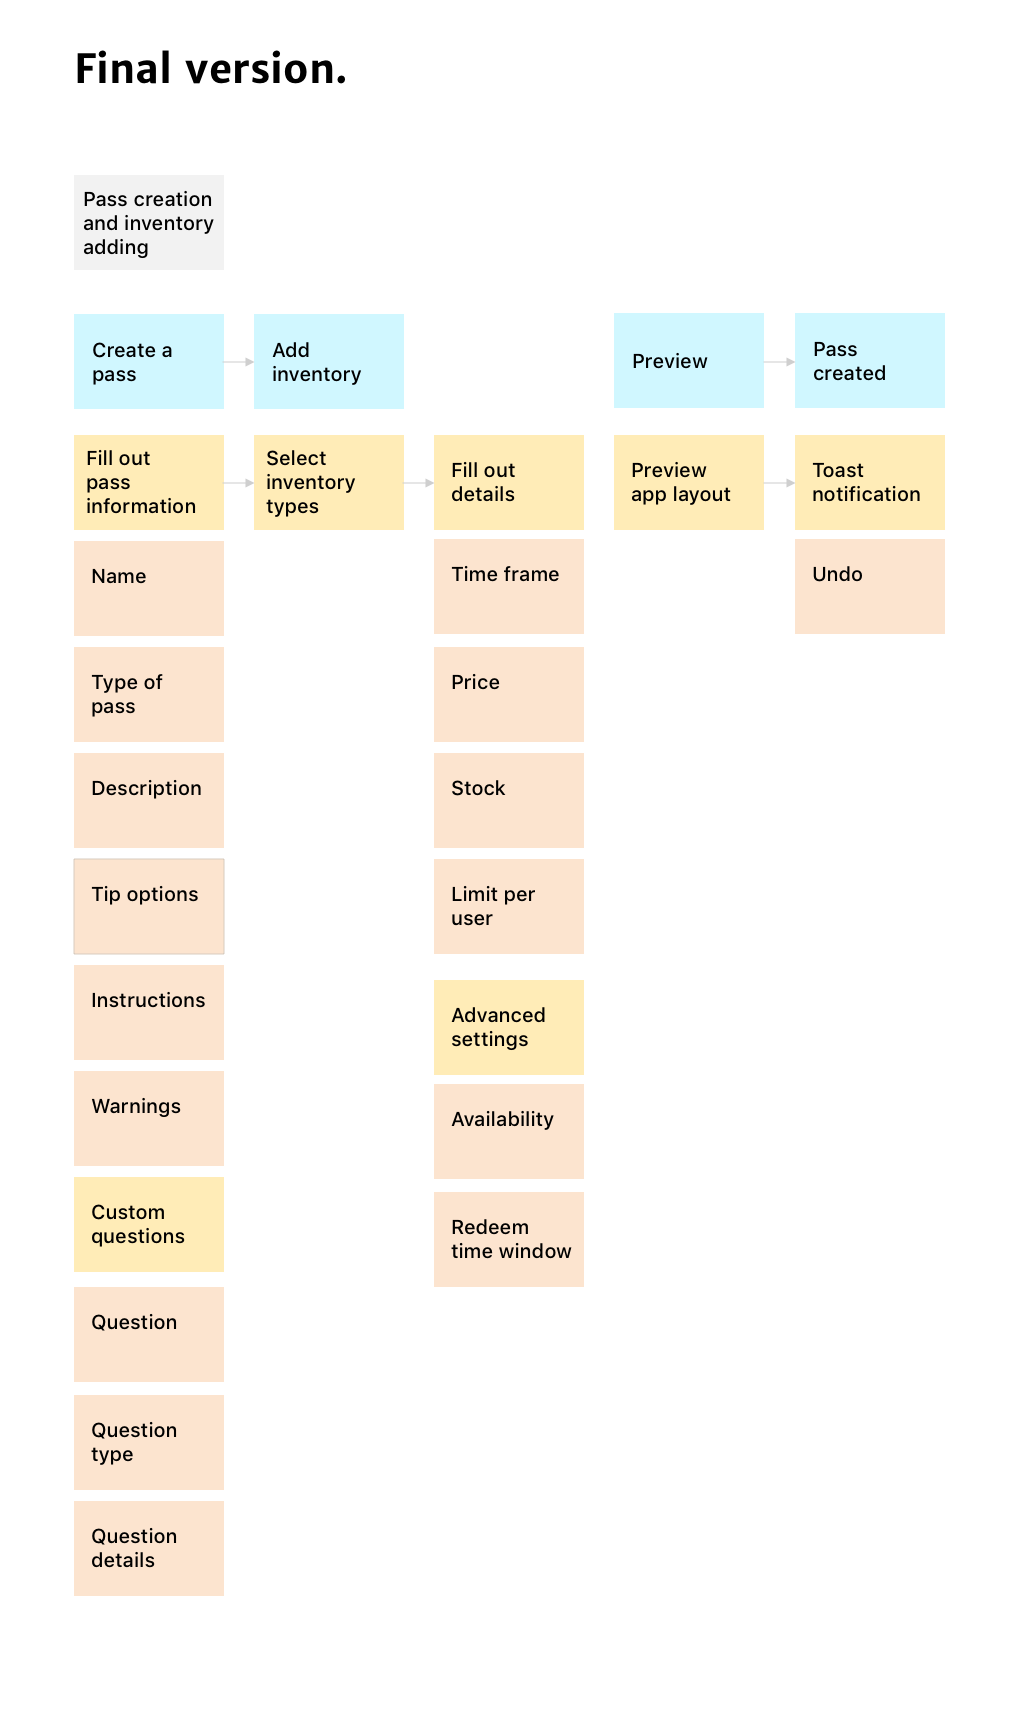 Final version.
Pass creation
and inventory
adding
Create a
pass
Add
inventory
Preview
Pass
created
Fill out
pass
information
Select
inventory
types
Fill out
details
Preview
app layout
Toast
notification
Name
Type of
pass
Description
Tip options
Instructions
Warnings
Custom
questions
Question
Question
type
Question
details
Time frame
Price
Stock
Limit per
user
Advanced
settings
Availability
Redeem
time window
Undo